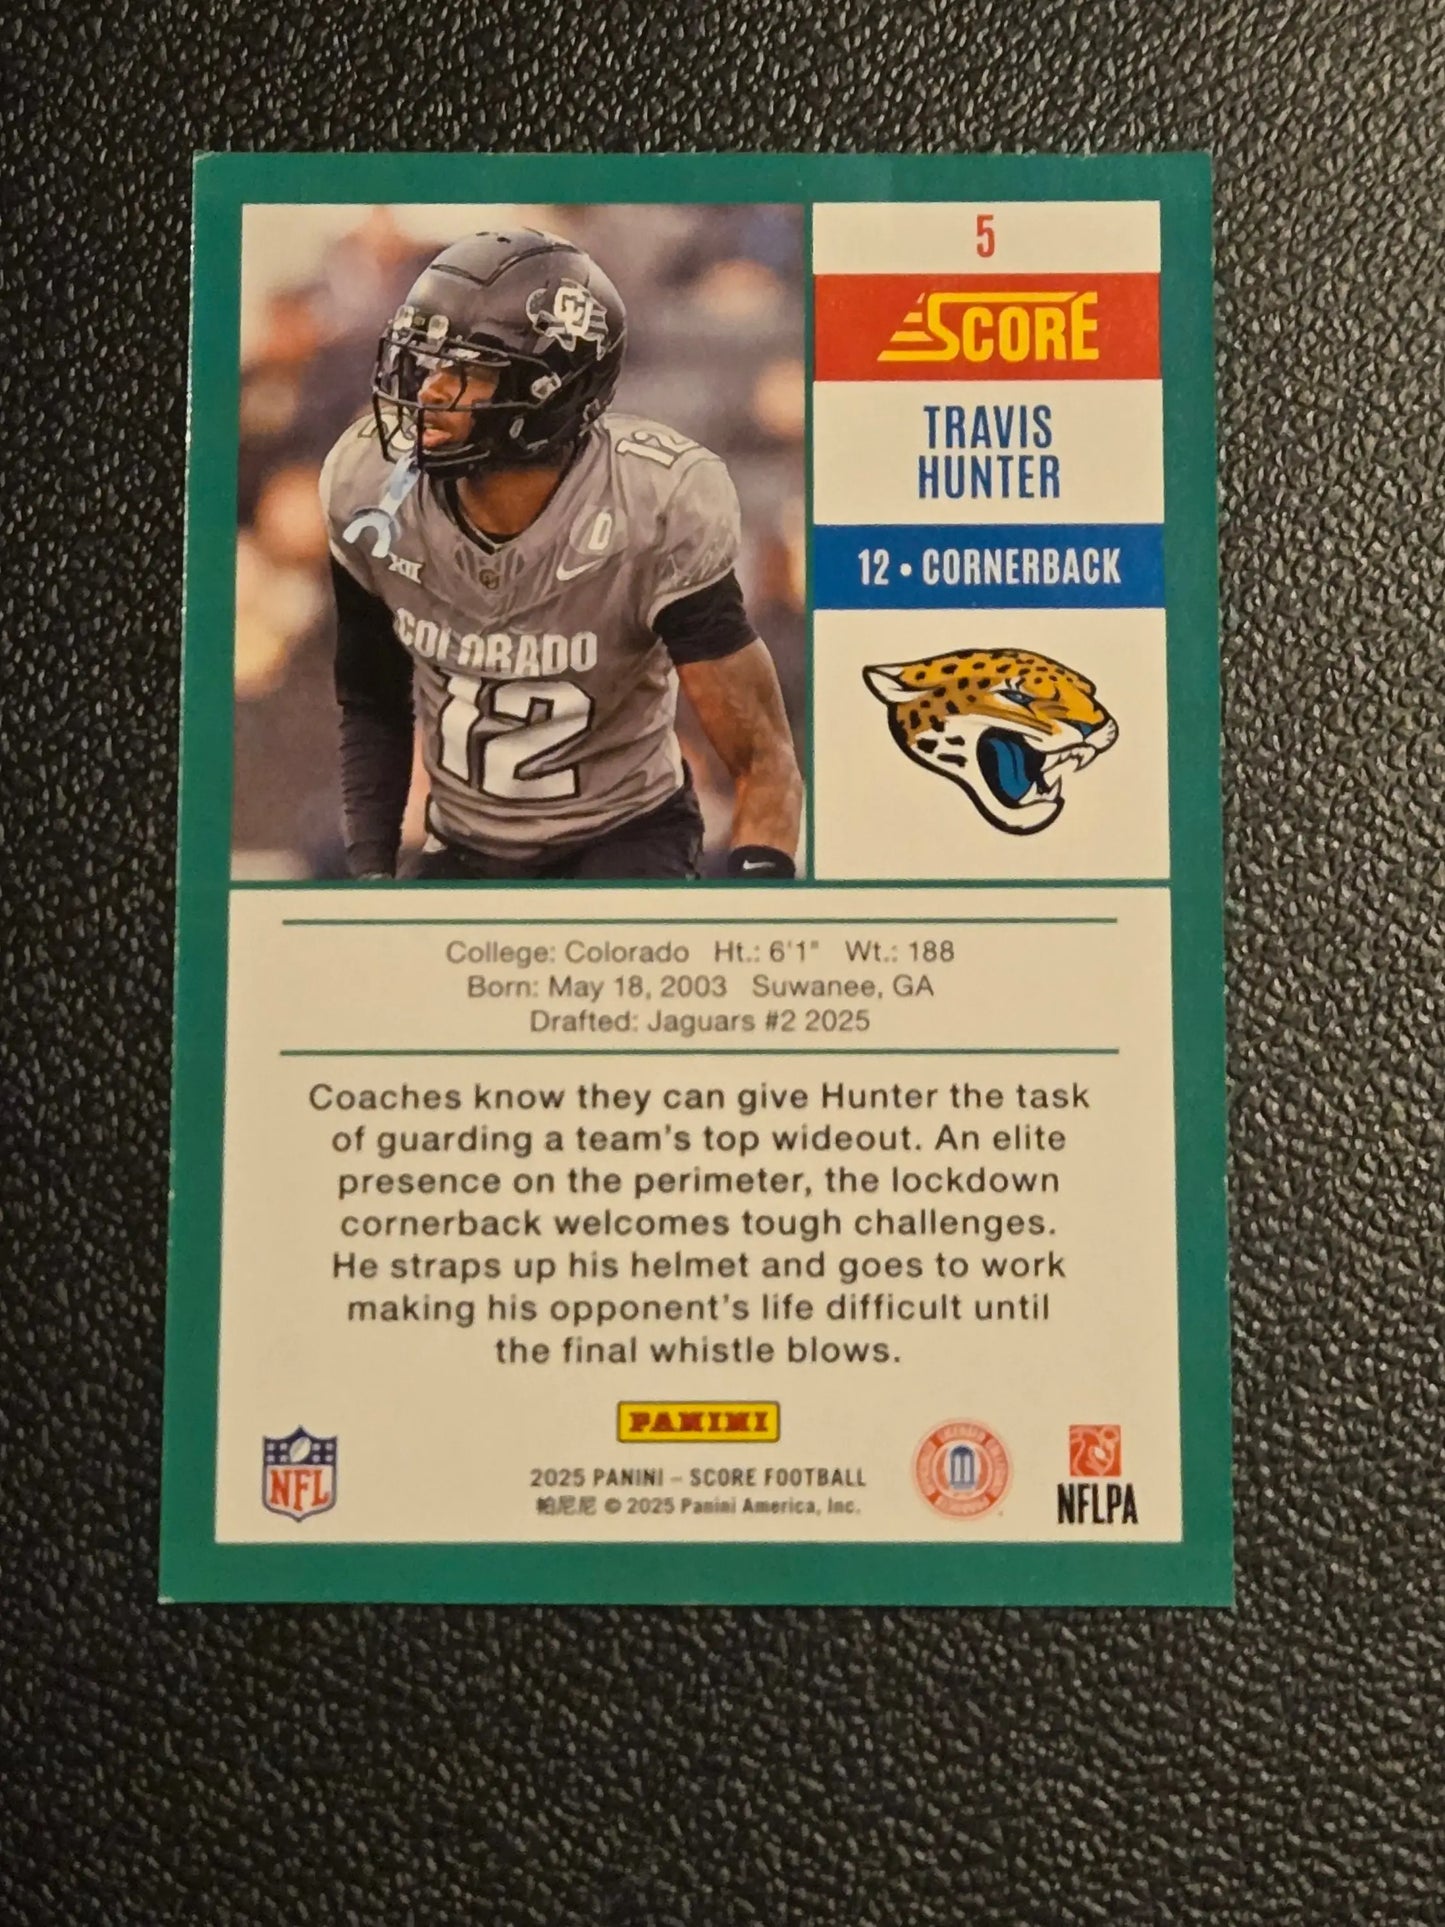 5
SCORE
TRAVIS
HUNTER
12 • CORNERBACK
12
XII
D
COLORADO
12
College: Colorado Ht.: 6'1" Wt.: 188
Born: May 18, 2003 Suwanee, GA
Drafted: Jaguars #2 2025
Coaches know they can give Hunter the task
of guarding a team's top wideout. An elite
presence on the perimeter, the lockdown
cornerback welcomes tough challenges.
He straps up his helmet and goes to work
making his opponent's life difficult until
the final whistle blows.
PANINI
NFL
2025 PANINI – SCORE FOOTBALL
帕尼尼 © 2025 Panini America, Inc.
NFLPA